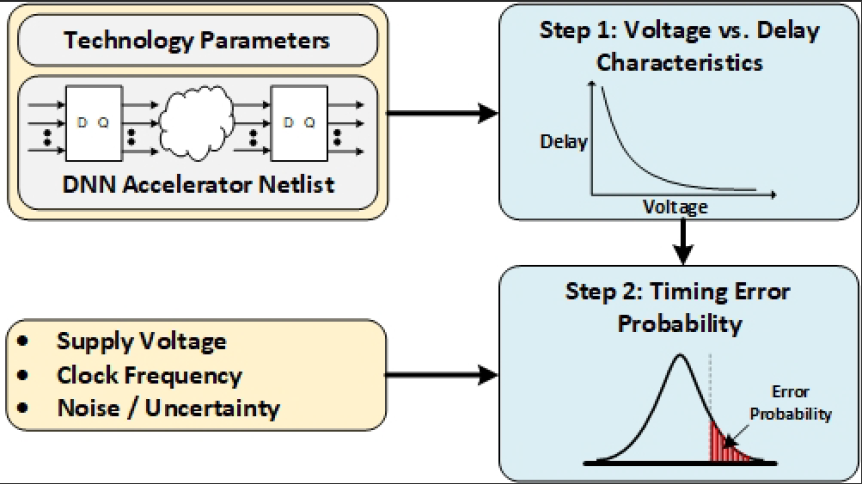 Technology Parameters
D Q
D Q
DNN Accelerator Netlist
Step 1: Voltage vs. Delay
Characteristics
Delay
Voltage
Supply Voltage
Clock Frequency
Noise / Uncertainty
Step 2: Timing Error
Probability
Error
Probability